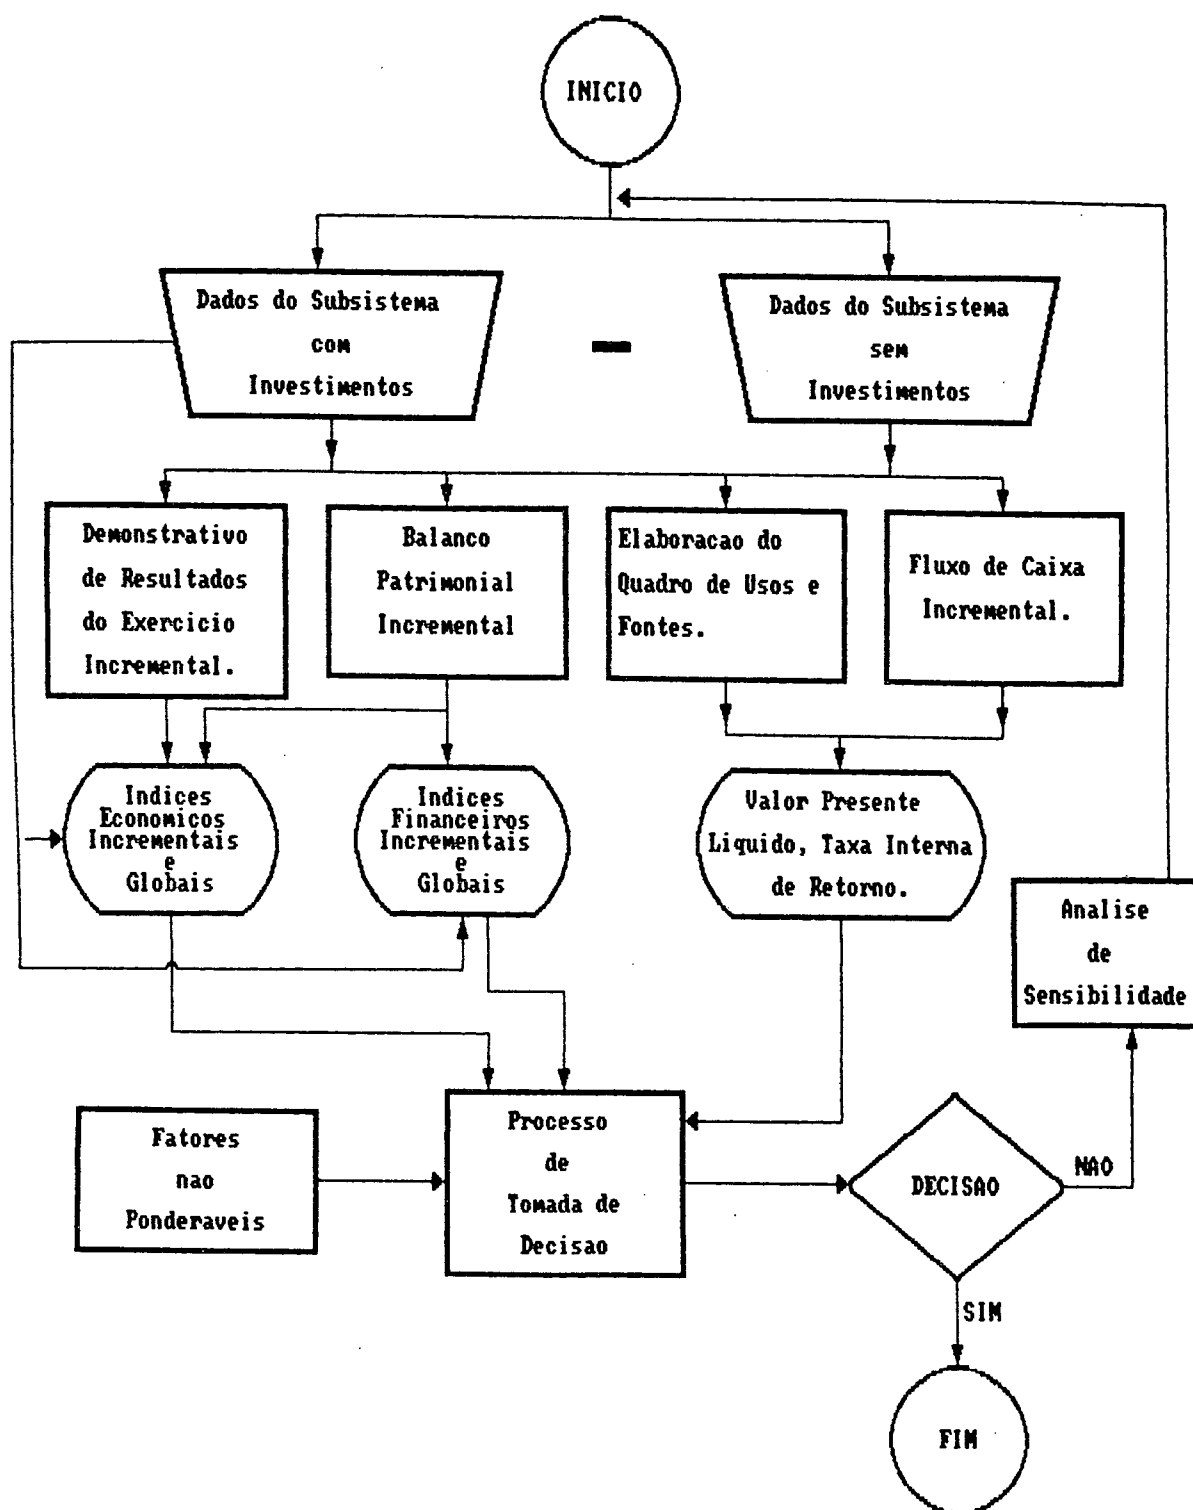 INICIO
Dados do Subsistema
com
Investimentos
Dados do Subsistema
sem
Investimentos
Demonstrativo
de Resultados
do Exercicio
Incremental.
Balanco
Patrimonial
Incremental
Elaboracao do
Quadro de Usos e
Fontes.
Fluxo de Caixa
Incremental.
Indices
Economicos
Incrementais
e
Globais
Indices
Financeiros
Incrementais
e
Globais
Valor Presente
Liquido, Taxa Interna
de Retorno.
Analise
de
Sensibilidade
Fatores
nao
Ponderaveis
Processo
de
Tomada de
Decisao
DECISAO
NAO
SIM
FIM